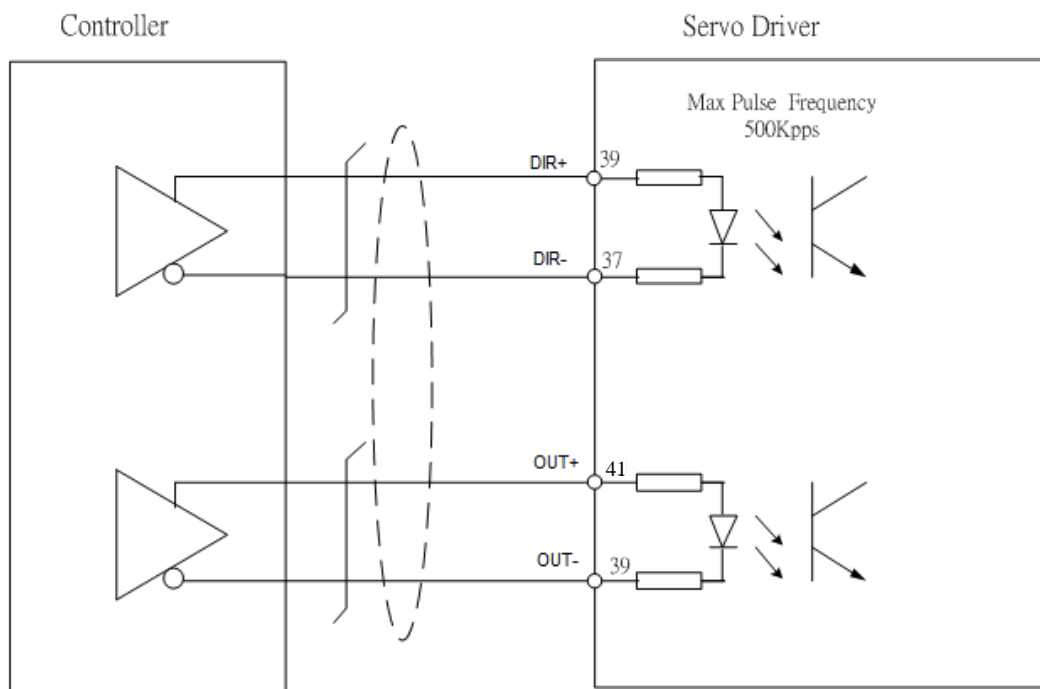 Controller
Servo Driver
Max Pulse Frequency
500Kpps
DIR+
39
DIR-
37
OUT+
41
OUT-
39